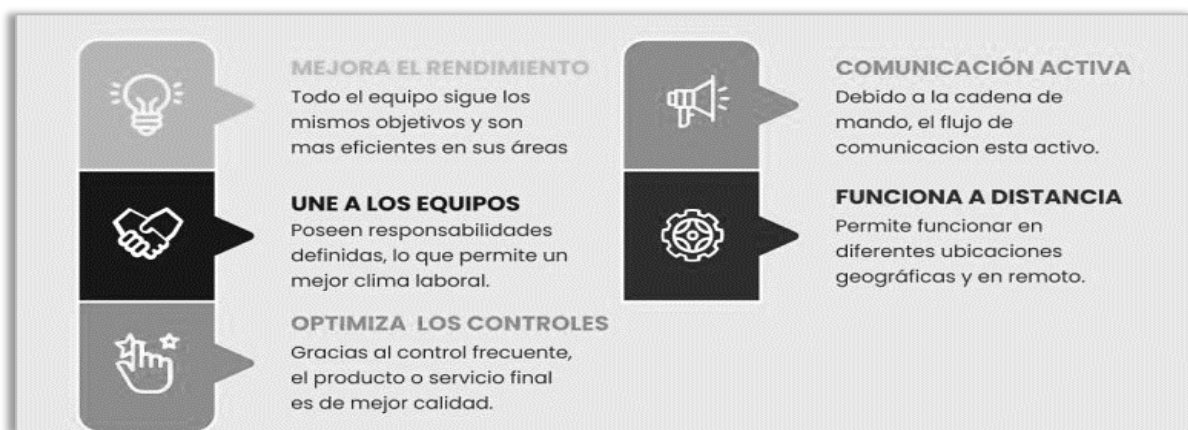 MEJORA EL RENDIMIENTO
Todo el equipo sigue los
mismos objetivos y son
mas eficientes en sus áreas
UNE A LOS EQUIPOS
Poseen responsabilidades
definidas, lo que permite un
mejor clima laboral.
OPTIMIZA LOS CONTROLES
Gracias al control frecuente,
el producto o servicio final
es de mejor calidad.
COMUNICACIÓN ACTIVA
Debido a la cadena de
mando, el flujo de
comunicacion esta activo.
FUNCIONA A DISTANCIA
Permite funcionar en
diferentes ubicaciones
geográficas y en remoto.